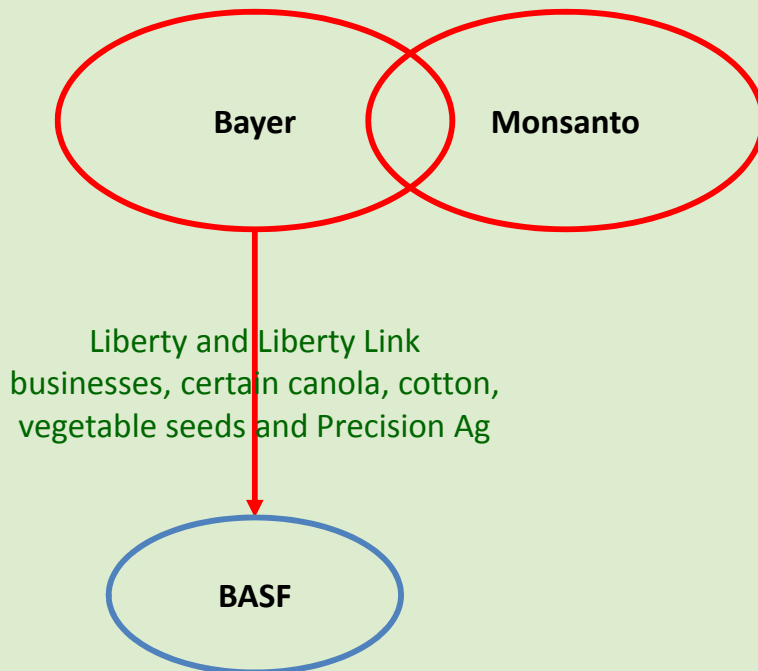 Bayer
Monsanto
Liberty and Liberty Link
businesses, certain canola, cotton,
vegetable seeds and Precision Ag
BASF